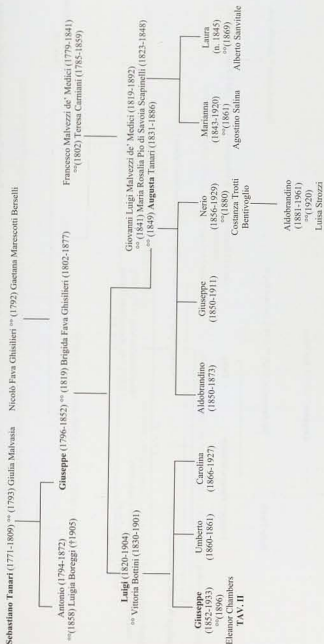 Sebastiano Tanari (1771-1809) °° (1793) Giulia Malvasia
Nicolò Fava Ghisilieri °° (1792) Gaetana Marescotti Berselli
Antonio (1794-1872)
°°(1858) Luigia Boreggi (†1905)
Giuseppe (1796-1852) °° (1819) Brigida Fava Ghisilieri (1802-1877)
Francesco Malvezzi de' Medici (1779-1841)
°°(1802) Teresa Carniani (1785-1859)
Luigi (1820-1904)
°° Vittoria Bottini (1830-1901)
Giovanni Luigi Malvezzi de' Medici (1819-1892)
°° (1841) Maria Rosalia Pio di Savoia Scapinelli (1823-1848)
°° (1849) Augusta Tanari (1831-1886)
Giuseppe
(1852-1933)
°°(1896)
Eleanor Chambers
TAV. II
Umberto
(1860-1861)
Carolina
(1866-1927)
Aldobrandino
(1850-1873)
Giuseppe
(1850-1911)
Nerio
(1856-1929)
°°(1880)
Costanza Trotti
Bentivoglio
Marianna
(1843-1920)
°°(1861)
Agostino Salina
Laura
(n. 1845)
°°(1869)
Alberto Sanvitale
Aldobrandino
(1881-1961)
°°(1920)
Luisa Strozzi